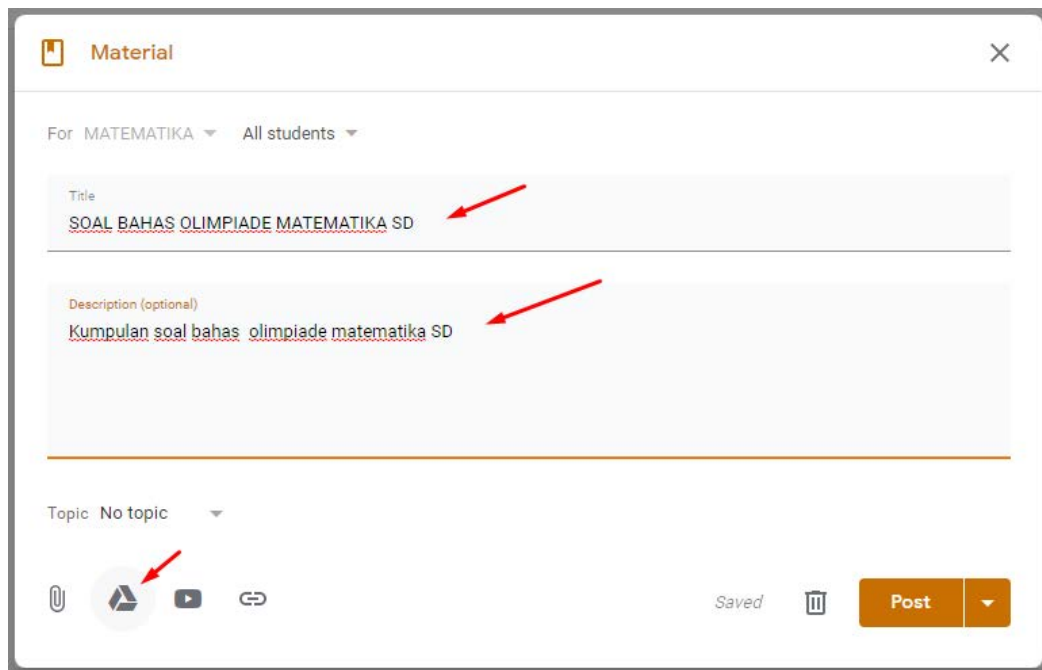 Material
For MATEMATIKA All students
Title
SOAL BAHAS OLIMPIADE MATEMATIKA SD
Description (optional)
Kumpulan soal bahas  olimpiade matematika SD
Topic No topic
Saved Post